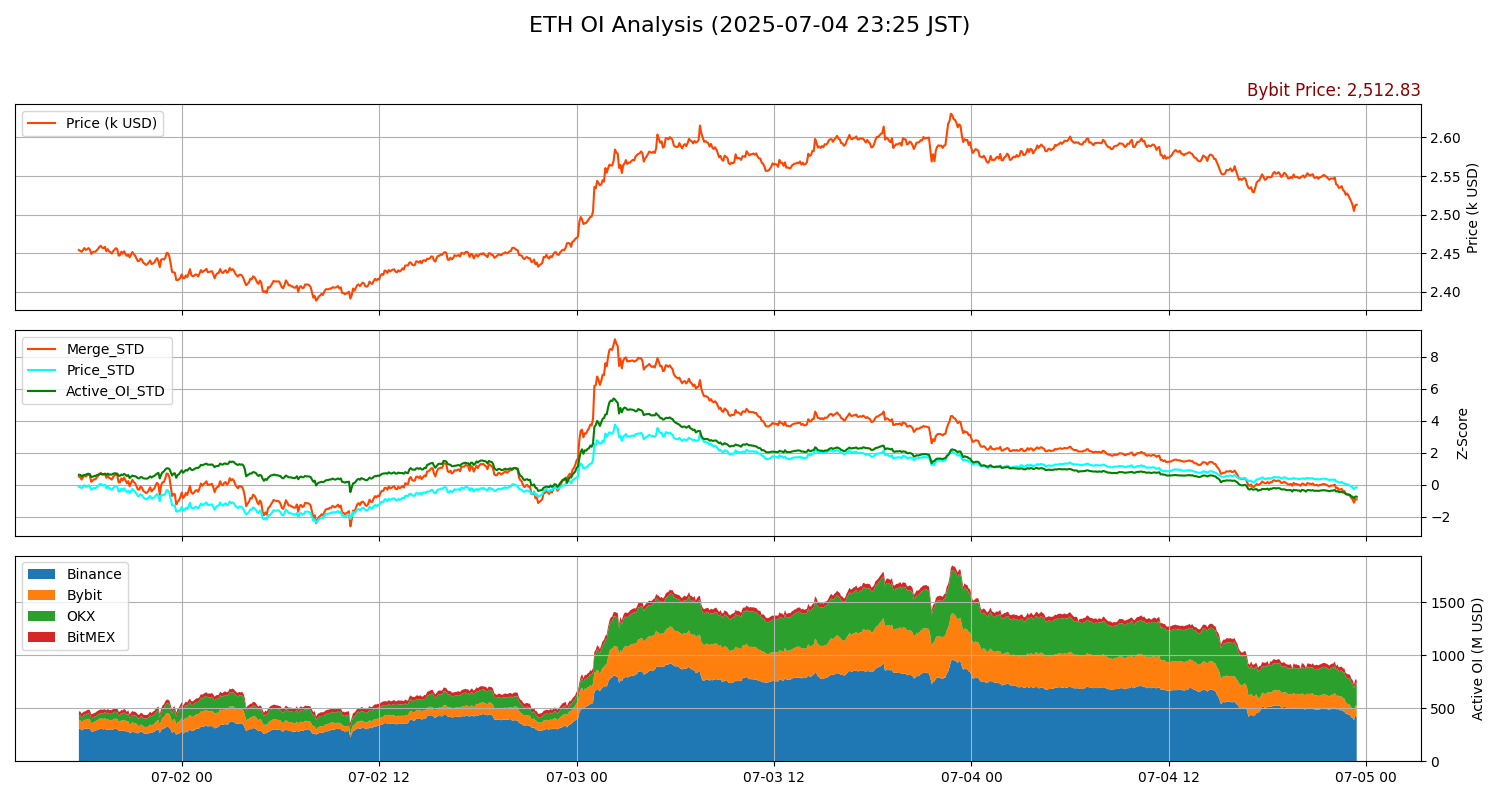 ETH OI Analysis (2025-07-04 23:25 JST)
Bybit Price: 2,512.83
Price (k USD)
2.60
2.55
2.50
2.45
2.40
Price (k USD)
Merge_STD
Price_STD
Active_OI_STD
8
6
4
2
0
−2
Z-Score
Binance
Bybit
OKX
BitMEX
1500
1000
500
0
Active OI (M USD)
07-02 00
07-02 12
07-03 00
07-03 12
07-04 00
07-04 12
07-05 00